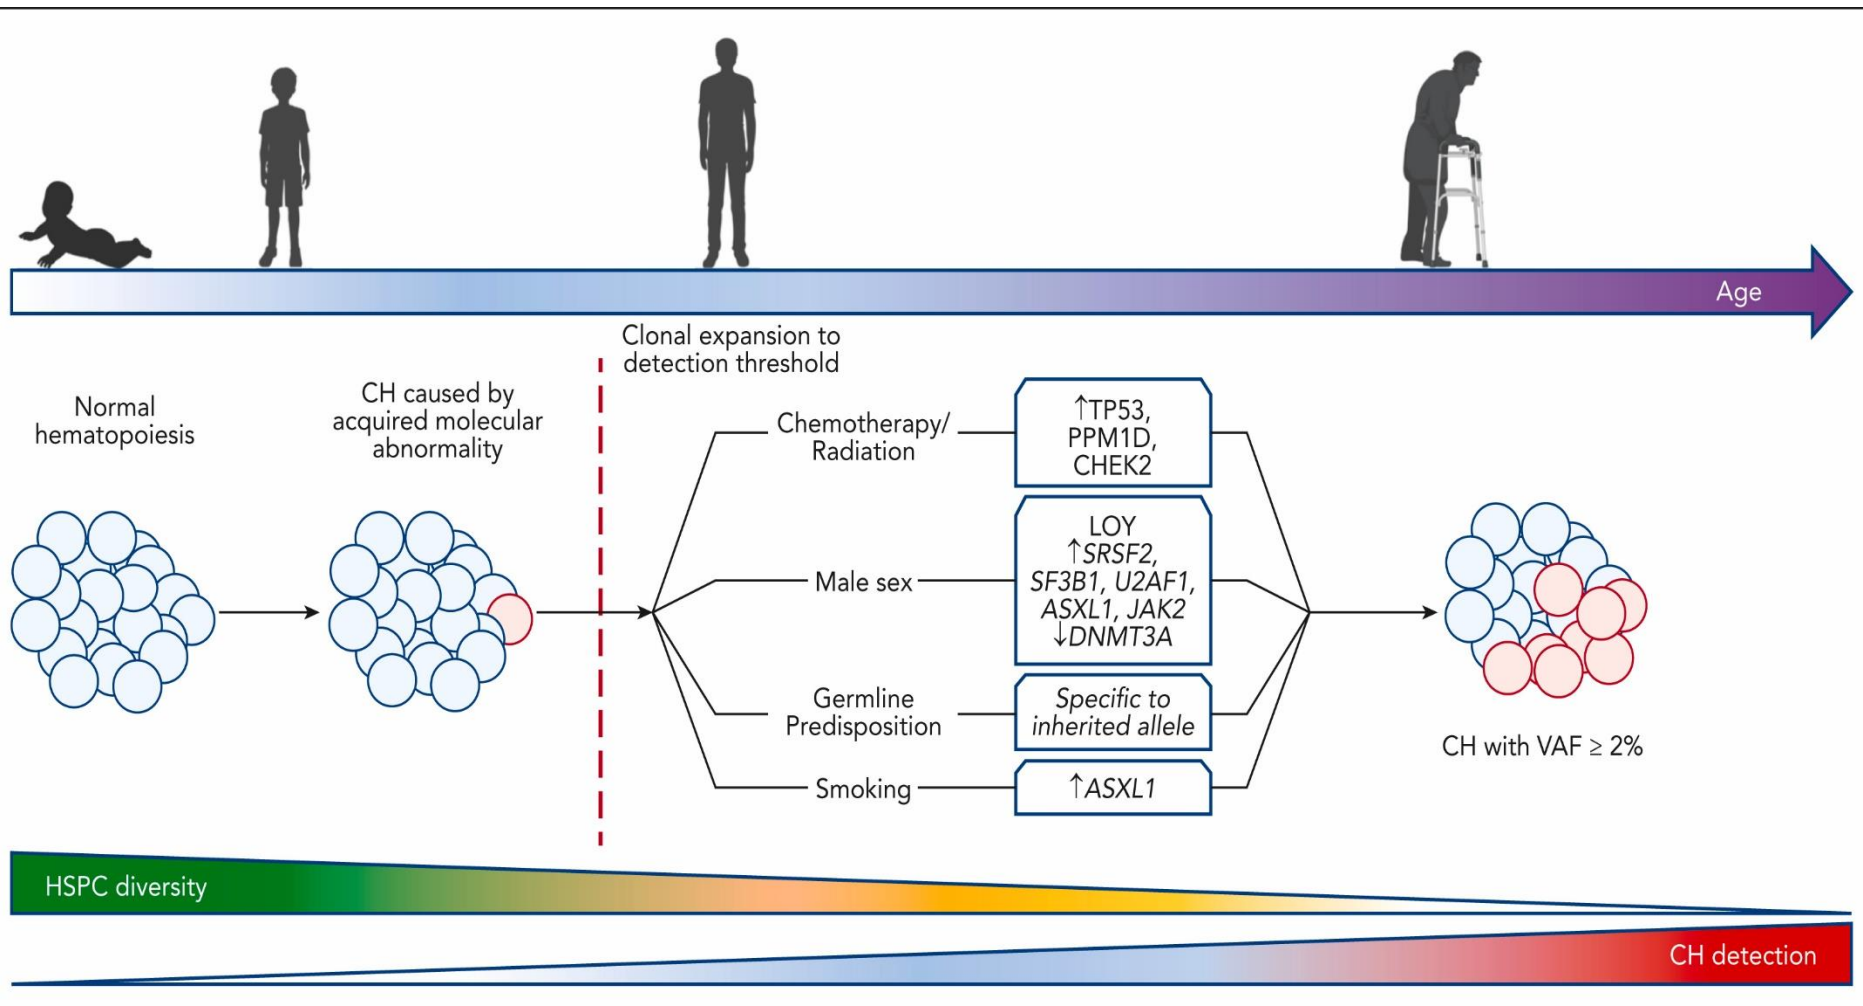 Age
Clonal expansion to
detection threshold
Normal
hematopoiesis
CH caused by
acquired molecular
abnormality
Chemotherapy/
Radiation
↑TP53,
PPM1D,
CHEK2
Male sex
LOY
↑SRSF2,
SF3B1, U2AF1,
ASXL1, JAK2
↓DNMT3A
Germline
Predisposition
Specific to
inherited allele
Smoking
↑ASXL1
CH with VAF ≥ 2%
HSPC diversity
CH detection